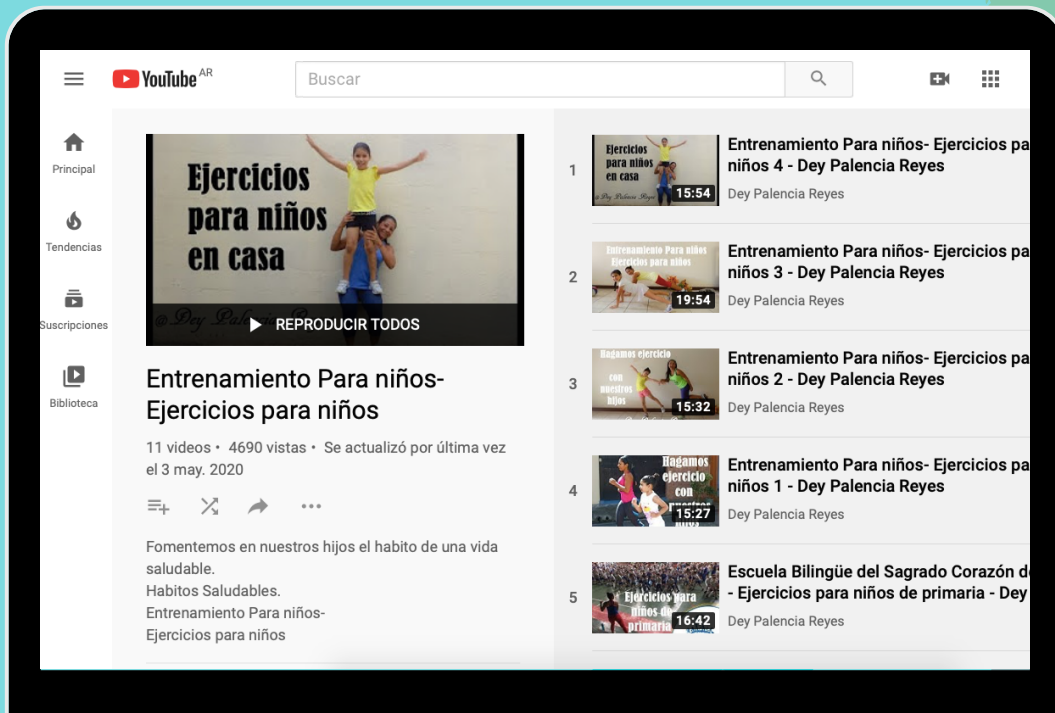 YouTube AR
Buscar
Principal
Tendencias
Suscripciones
Biblioteca
Ejercicios
para niños
en casa
@ Dey Palencia
REPRODUCIR TODOS
Entrenamiento Para niños-
Ejercicios para niños
11 videos • 4690 vistas • Se actualizó por última vez
el 3 may. 2020
Fomentemos en nuestros hijos el habito de una vida
saludable.
Habitos Saludables.
Entrenamiento Para niños-
Ejercicios para niños
1
Ejercicios
para niños
en casa
@ Dey Palencia Reyes
15:54
Entrenamiento Para niños- Ejercicios pa
niños 4 - Dey Palencia Reyes
Dey Palencia Reyes
2
Entrenamiento Para niños
Ejercicios para niños
19:54
Entrenamiento Para niños- Ejercicios pa
niños 3 - Dey Palencia Reyes
Dey Palencia Reyes
3
Hagamos ejercicio
con
nuestros
hijos
15:32
Entrenamiento Para niños- Ejercicios pa
niños 2 - Dey Palencia Reyes
Dey Palencia Reyes
4
Hagamos
ejercicio
con
15:27
Entrenamiento Para niños- Ejercicios pa
niños 1 - Dey Palencia Reyes
Dey Palencia Reyes
5
Ejercicios para
niños de
primaria
16:42
Escuela Bilingüe del Sagrado Corazón d
- Ejercicios para niños de primaria - Dey
Dey Palencia Reyes